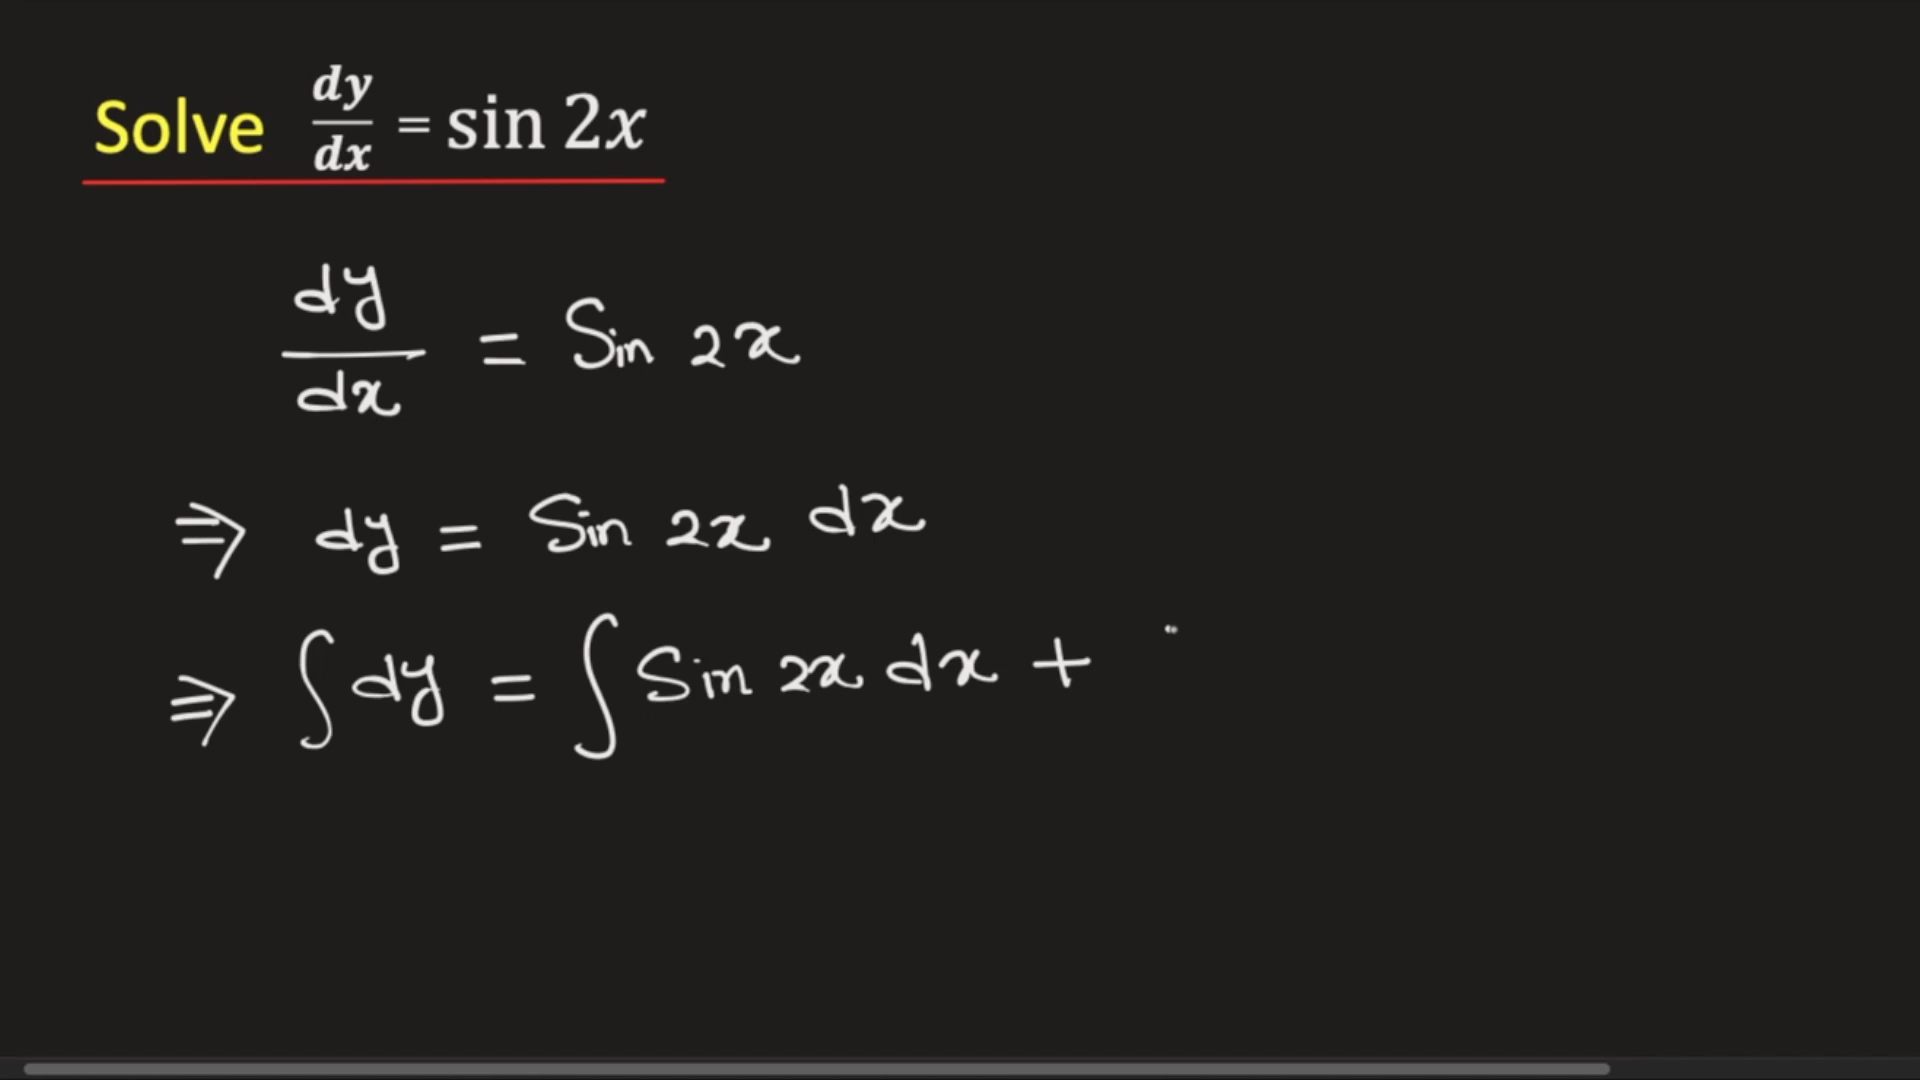 Solve dy/dx = sin 2x
dy/dx = Sin 2x
⇒ dy = Sin 2x dx
⇒ ∫ dy = ∫ Sin 2x dx +